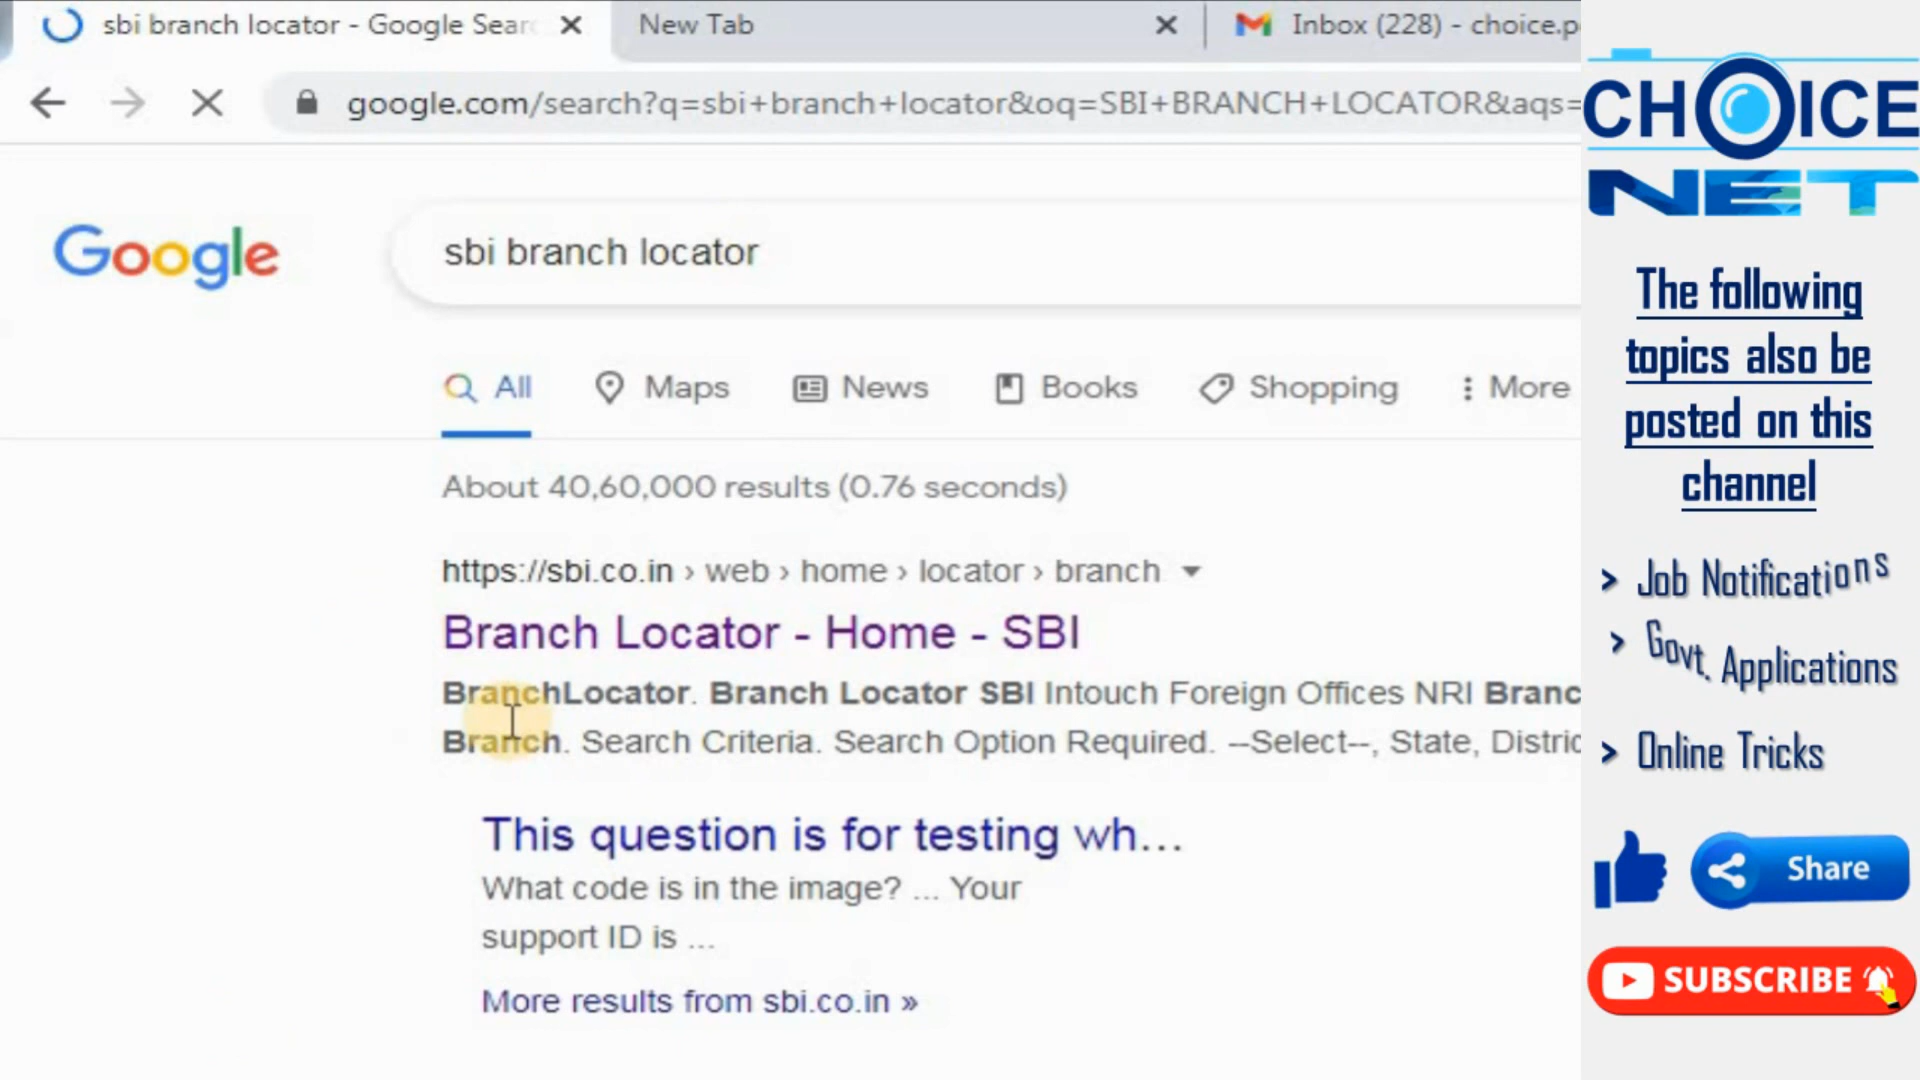 sbi branch locator - Google Sear
New Tab
Inbox (228) - choice.p
google.com/search?q=sbi+branch+locator&oq=SBI+BRANCH+LOCATOR&aqs=
Google
sbi branch locator
All
Maps
News
Books
Shopping
More
About 40,60,000 results (0.76 seconds)
https://sbi.co.in › web › home › locator › branch
Branch Locator - Home - SBI
BranchLocator. Branch Locator SBI Intouch Foreign Offices NRI Branc
Branch. Search Criteria. Search Option Required. --Select--, State, Distric
This question is for testing wh...
What code is in the image? ... Your
support ID is ...
More results from sbi.co.in »
CHOICE
NET
The following
topics also be
posted on this
channel
> Job Notifications
> Govt. Applications
> Online Tricks
Share
SUBSCRIBE